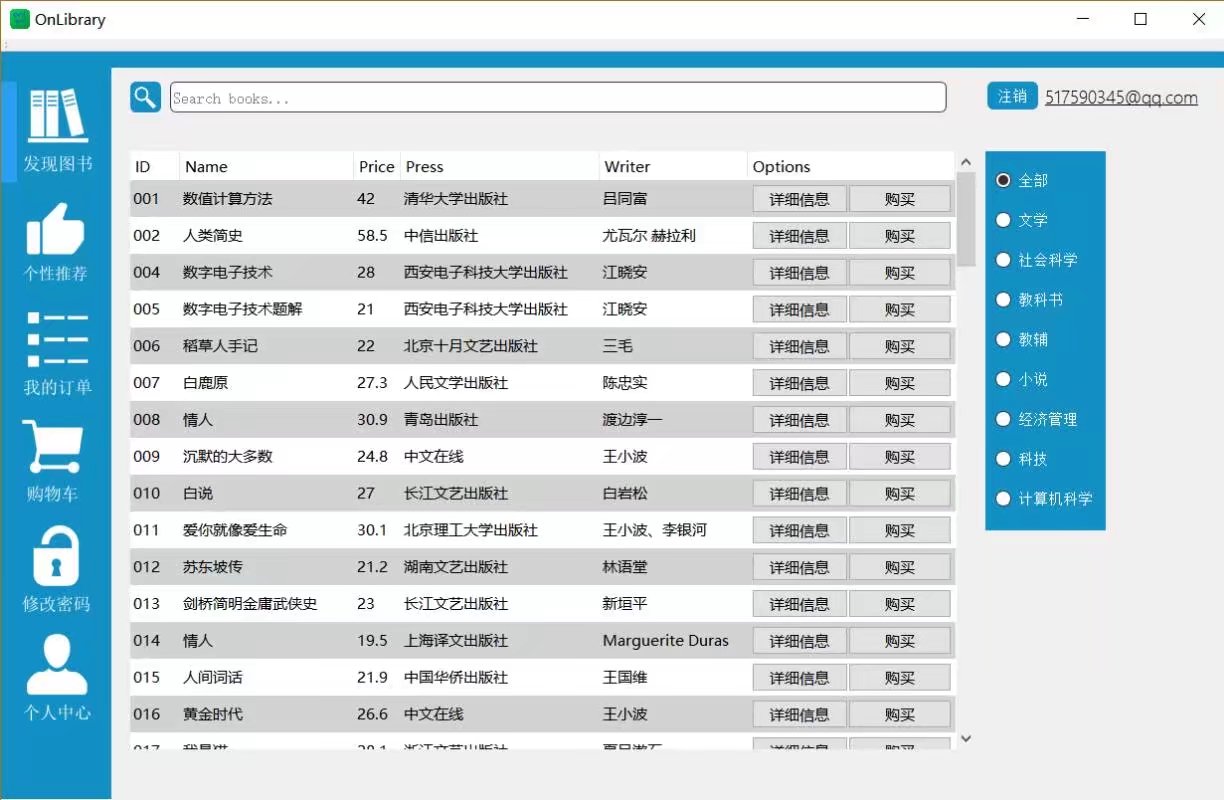 OnLibrary
Search books...
注销 517590345@qq.com
发现图书
个性推荐
我的订单
购物车
修改密码
个人中心
ID Name Price Press Writer Options
001 数值计算方法 42 清华大学出版社 吕同富 详细信息 购买
002 人类简史 58.5 中信出版社 尤瓦尔 赫拉利 详细信息 购买
004 数字电子技术 28 西安电子科技大学出版社 江晓安 详细信息 购买
005 数字电子技术题解 21 西安电子科技大学出版社 江晓安 详细信息 购买
006 稻草人手记 22 北京十月文艺出版社 三毛 详细信息 购买
007 白鹿原 27.3 人民文学出版社 陈忠实 详细信息 购买
008 情人 30.9 青岛出版社 渡边淳一 详细信息 购买
009 沉默的大多数 24.8 中文在线 王小波 详细信息 购买
010 白说 27 长江文艺出版社 白岩松 详细信息 购买
011 爱你就像爱生命 30.1 北京理工大学出版社 王小波、李银河 详细信息 购买
012 苏东坡传 21.2 湖南文艺出版社 林语堂 详细信息 购买
013 剑桥简明金庸武侠史 23 长江文艺出版社 新垣平 详细信息 购买
014 情人 19.5 上海译文出版社 Marguerite Duras 详细信息 购买
015 人间词话 21.9 中国华侨出版社 王国维 详细信息 购买
016 黄金时代 26.6 中文在线 王小波 详细信息 购买
全部
文学
社会科学
教科书
教辅
小说
经济管理
科技
计算机科学